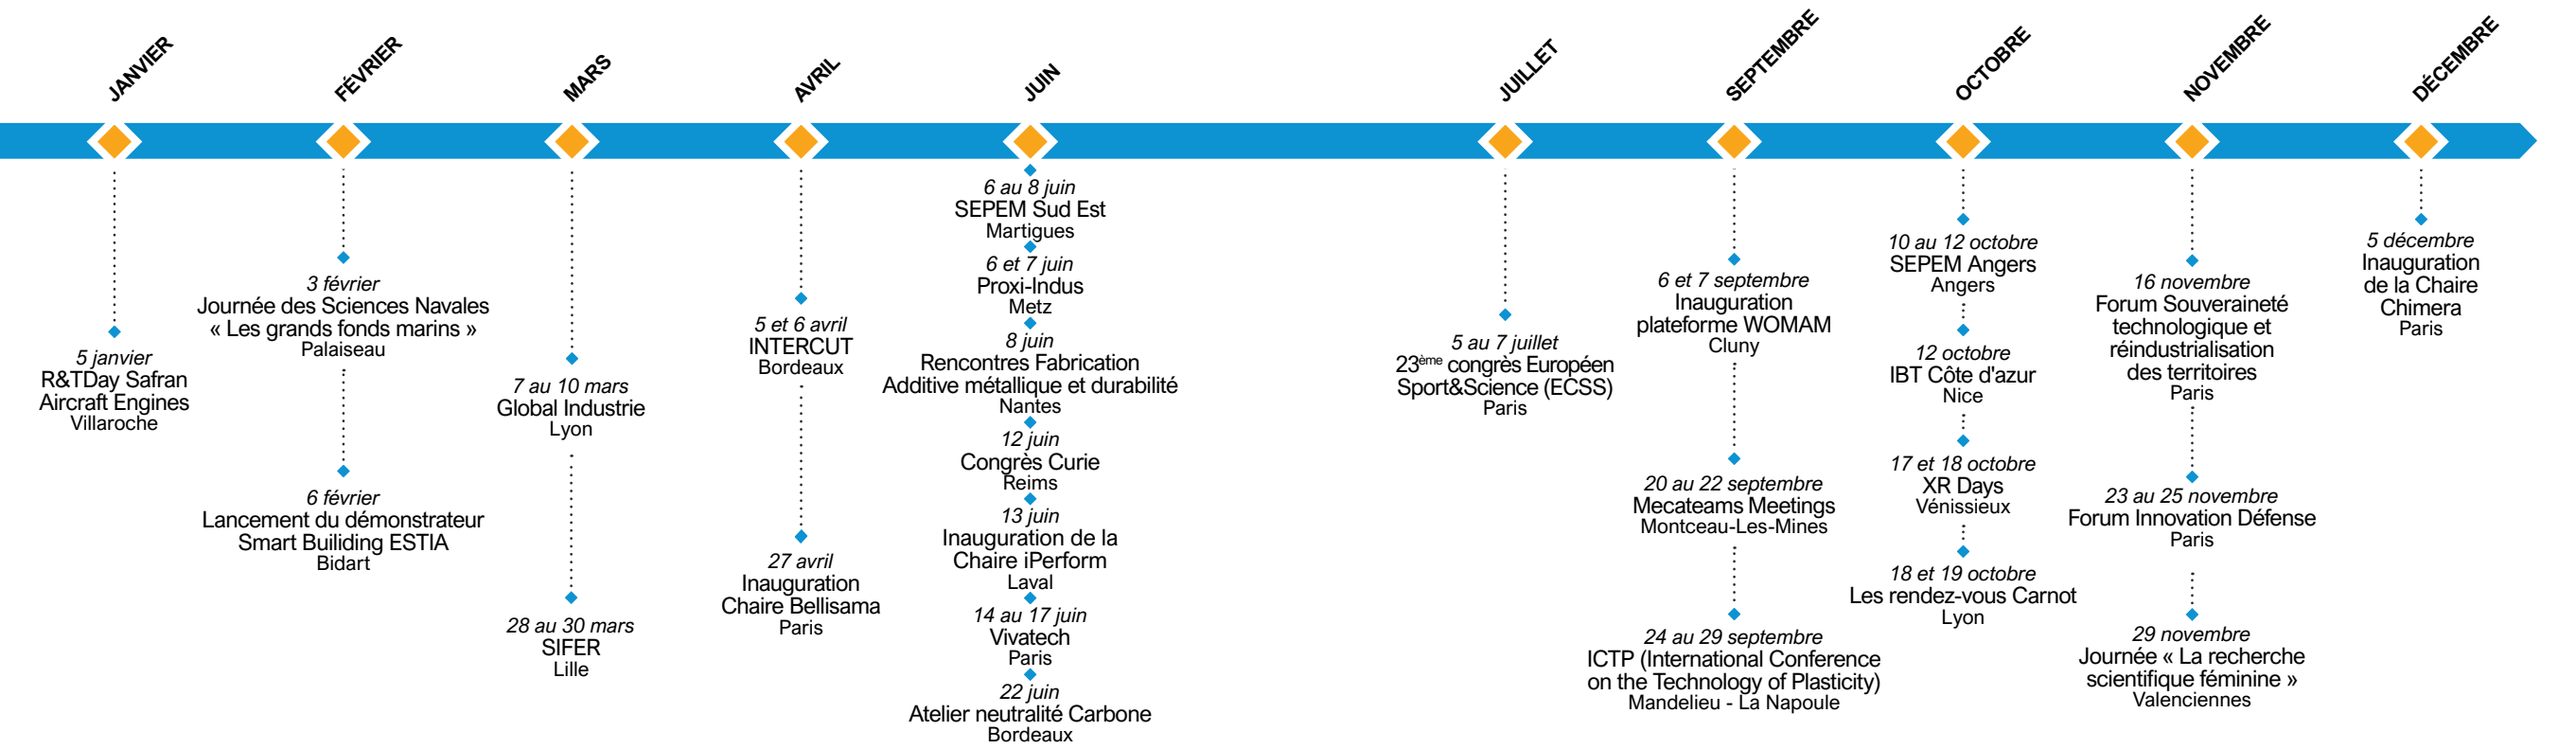 JANVIER
FÉVRIER
MARS
AVRIL
JUIN
JUILLET
SEPTEMBRE
OCTOBRE
NOVEMBRE
DÉCEMBRE
5 janvier
R&TDay Safran
Aircraft Engines
Villaroche
3 février
Journée des Sciences Navales
« Les grands fonds marins »
Palaiseau
6 février
Lancement du démonstrateur
Smart Builiding ESTIA
Bidart
7 au 10 mars
Global Industrie
Lyon
28 au 30 mars
SIFER
Lille
5 et 6 avril
INTERCUT
Bordeaux
27 avril
Inauguration
Chaire Bellisama
Paris
6 au 8 juin
SEPEM Sud Est
Martigues
6 et 7 juin
Proxi-Indus
Metz
8 juin
Rencontres Fabrication
Additive métallique et durabilité
Nantes
12 juin
Congrès Curie
Reims
13 juin
Inauguration de la
Chaire iPerform
Laval
14 au 17 juin
Vivatech
Paris
22 juin
Atelier neutralité Carbone
Bordeaux
5 au 7 juillet
23ème congrès Européen
Sport&Science (ECSS)
Paris
6 et 7 septembre
Inauguration
plateforme WOMAM
Cluny
20 au 22 septembre
Mecateams Meetings
Montceau-Les-Mines
24 au 29 septembre
ICTP (International Conference
on the Technology of Plasticity)
Mandelieu - La Napoule
10 au 12 octobre
SEPEM Angers
Angers
12 octobre
IBT Côte d'azur
Nice
17 et 18 octobre
XR Days
Vénissieux
18 et 19 octobre
Les rendez-vous Carnot
Lyon
16 novembre
Forum Souveraineté
technologique et
réindustrialisation
des territoires
Paris
23 au 25 novembre
Forum Innovation Défense
Paris
29 novembre
Journée « La recherche
scientifique féminine »
Valenciennes
5 décembre
Inauguration
de la Chaire
Chimera
Paris